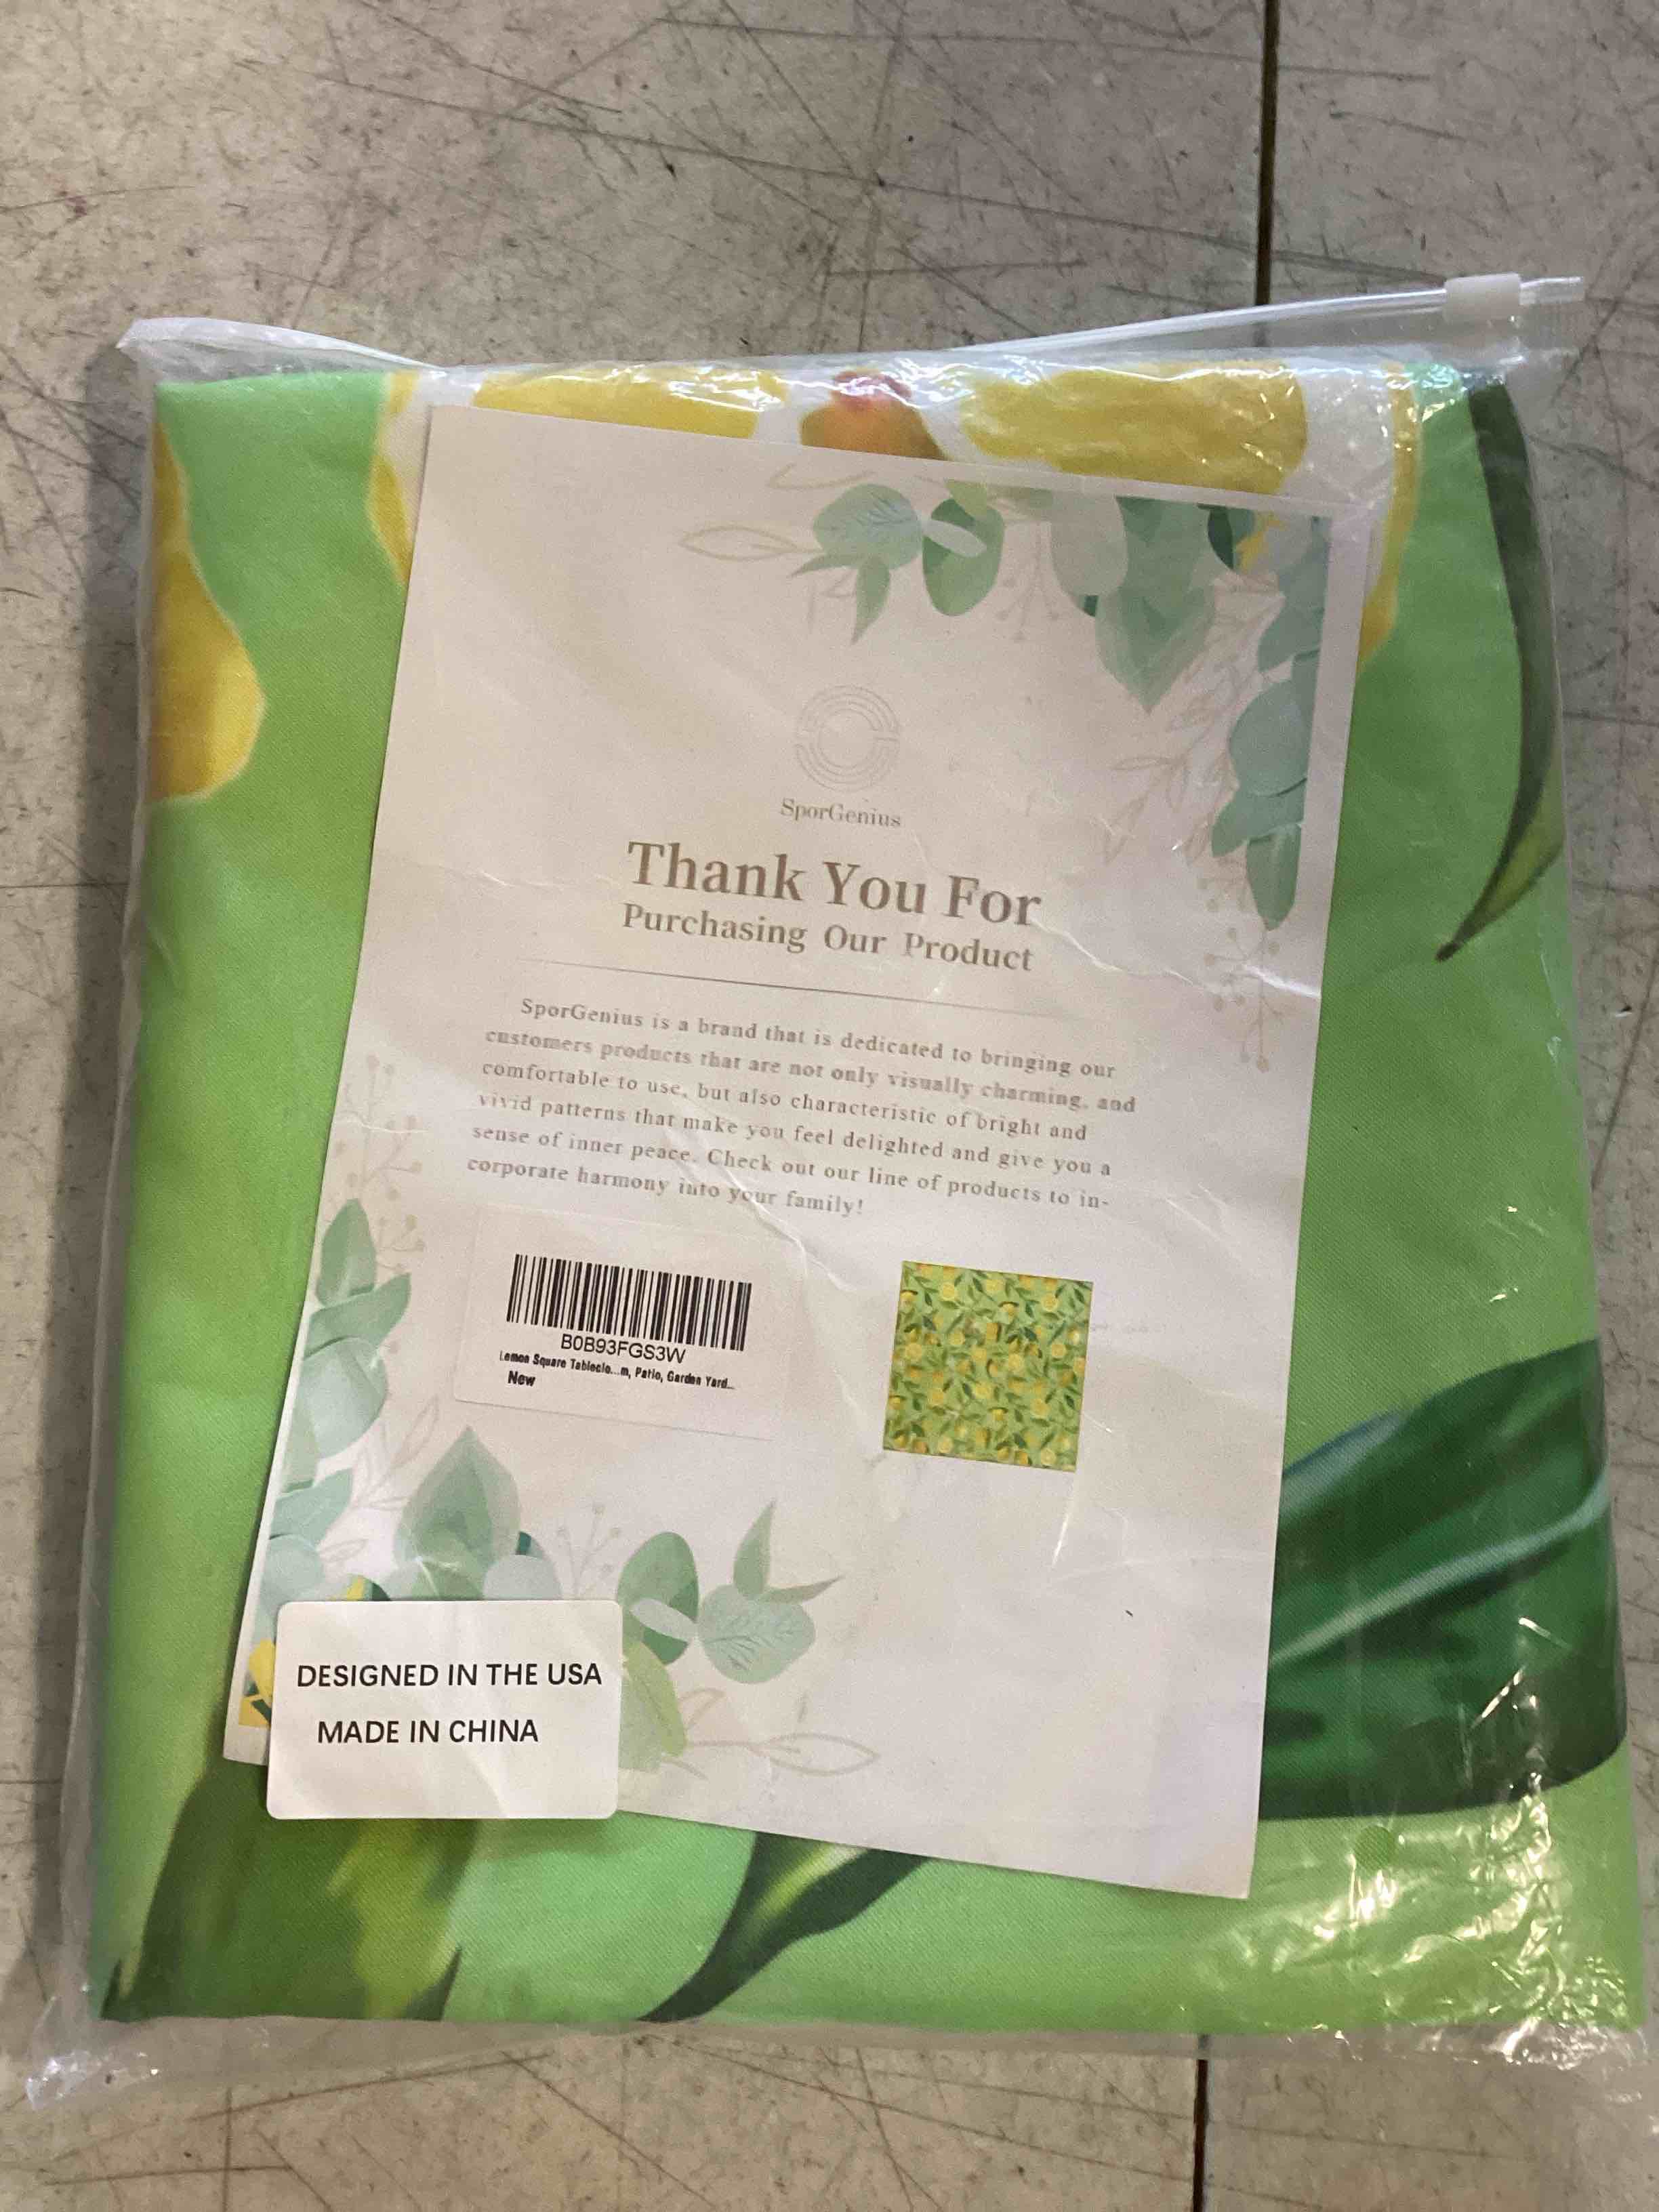 SporGenius
Thank You For
Purchasing Our Product
SporGenius is a brand that is dedicated to bringing our
customers products that are not only visually charming, and
comfortable to use, but also characteristic of bright and
vivid patterns that make you feel delighted and give you a
sense of inner peace. Check out our line of products to in-
corporate harmony into your family!
B0B93FGS3W
Lemon Square Tableclo...m, Patio, Garden Yard...
New
DESIGNED IN THE USA
MADE IN CHINA